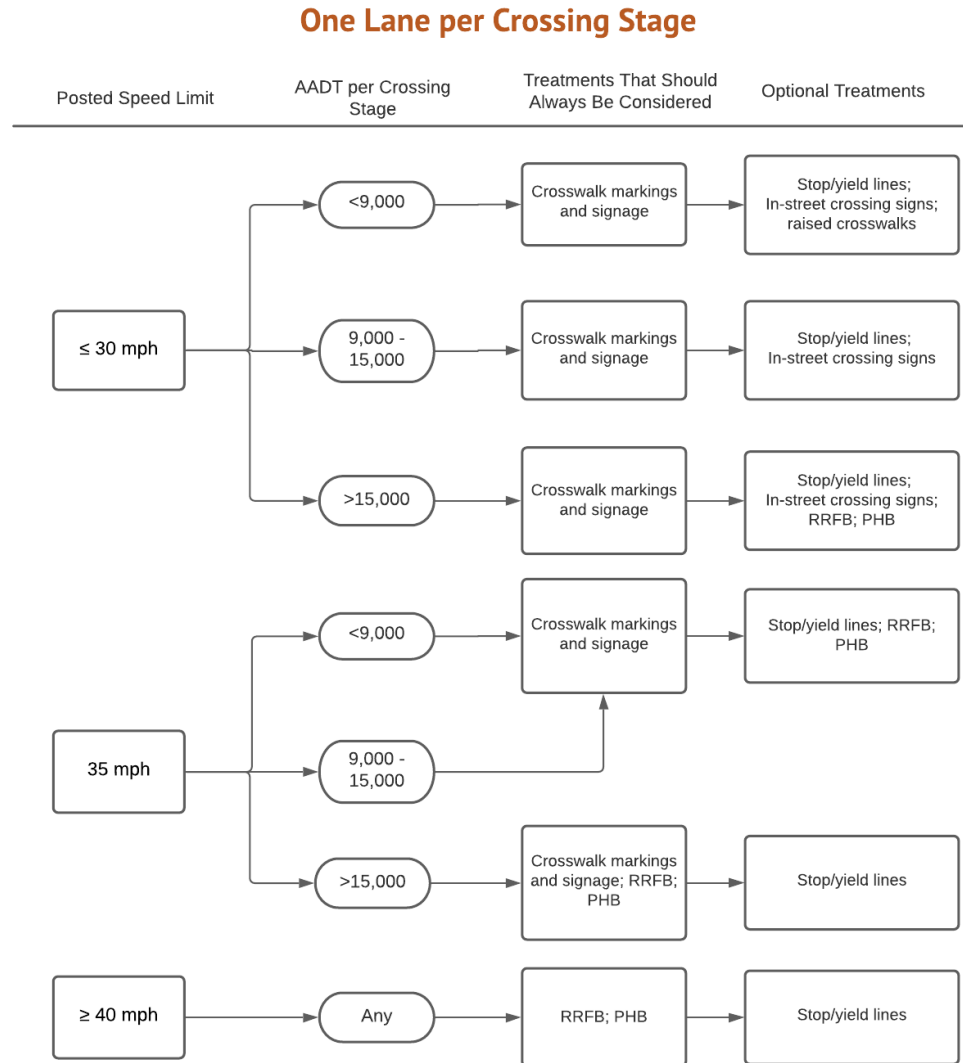 One Lane per Crossing Stage
Posted Speed Limit
AADT per Crossing
Stage
Treatments That Should
Always Be Considered
Optional Treatments
≤ 30 mph
<9,000
Crosswalk markings
and signage
Stop/yield lines;
In-street crossing signs;
raised crosswalks
9,000 -
15,000
Crosswalk markings
and signage
Stop/yield lines;
In-street crossing signs
>15,000
Crosswalk markings
and signage
Stop/yield lines;
In-street crossing signs;
RRFB; PHB
35 mph
<9,000
Crosswalk markings
and signage
Stop/yield lines; RRFB;
PHB
9,000 -
15,000
>15,000
Crosswalk markings
and signage; RRFB;
PHB
Stop/yield lines
≥ 40 mph
Any
RRFB; PHB
Stop/yield lines